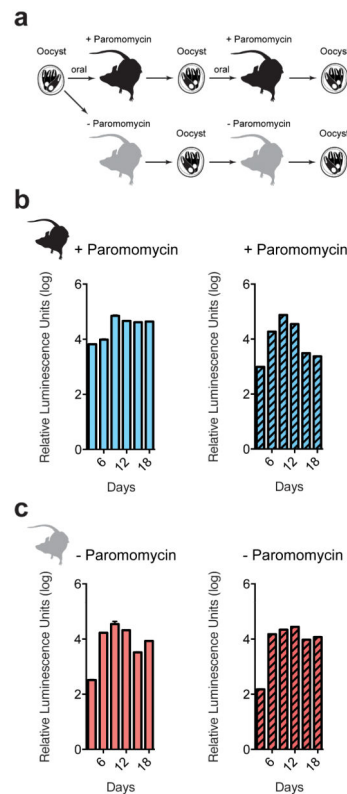 a
+ Paromomycin + Paromomycin
Oocyst Oocyst Oocyst
oral oral
- Paromomycin Oocyst - Paromomycin Oocyst
b
+ Paromomycin + Paromomycin
Relative Luminescence Units (log)
6
4
2
0
6 12 18
Days
Relative Luminescence Units (log)
6
4
2
0
6 12 18
Days
c
- Paromomycin - Paromomycin
Relative Luminescence Units (log)
6
4
2
0
6 12 18
Days
Relative Luminescence Units (log)
6
4
2
0
6 12 18
Days